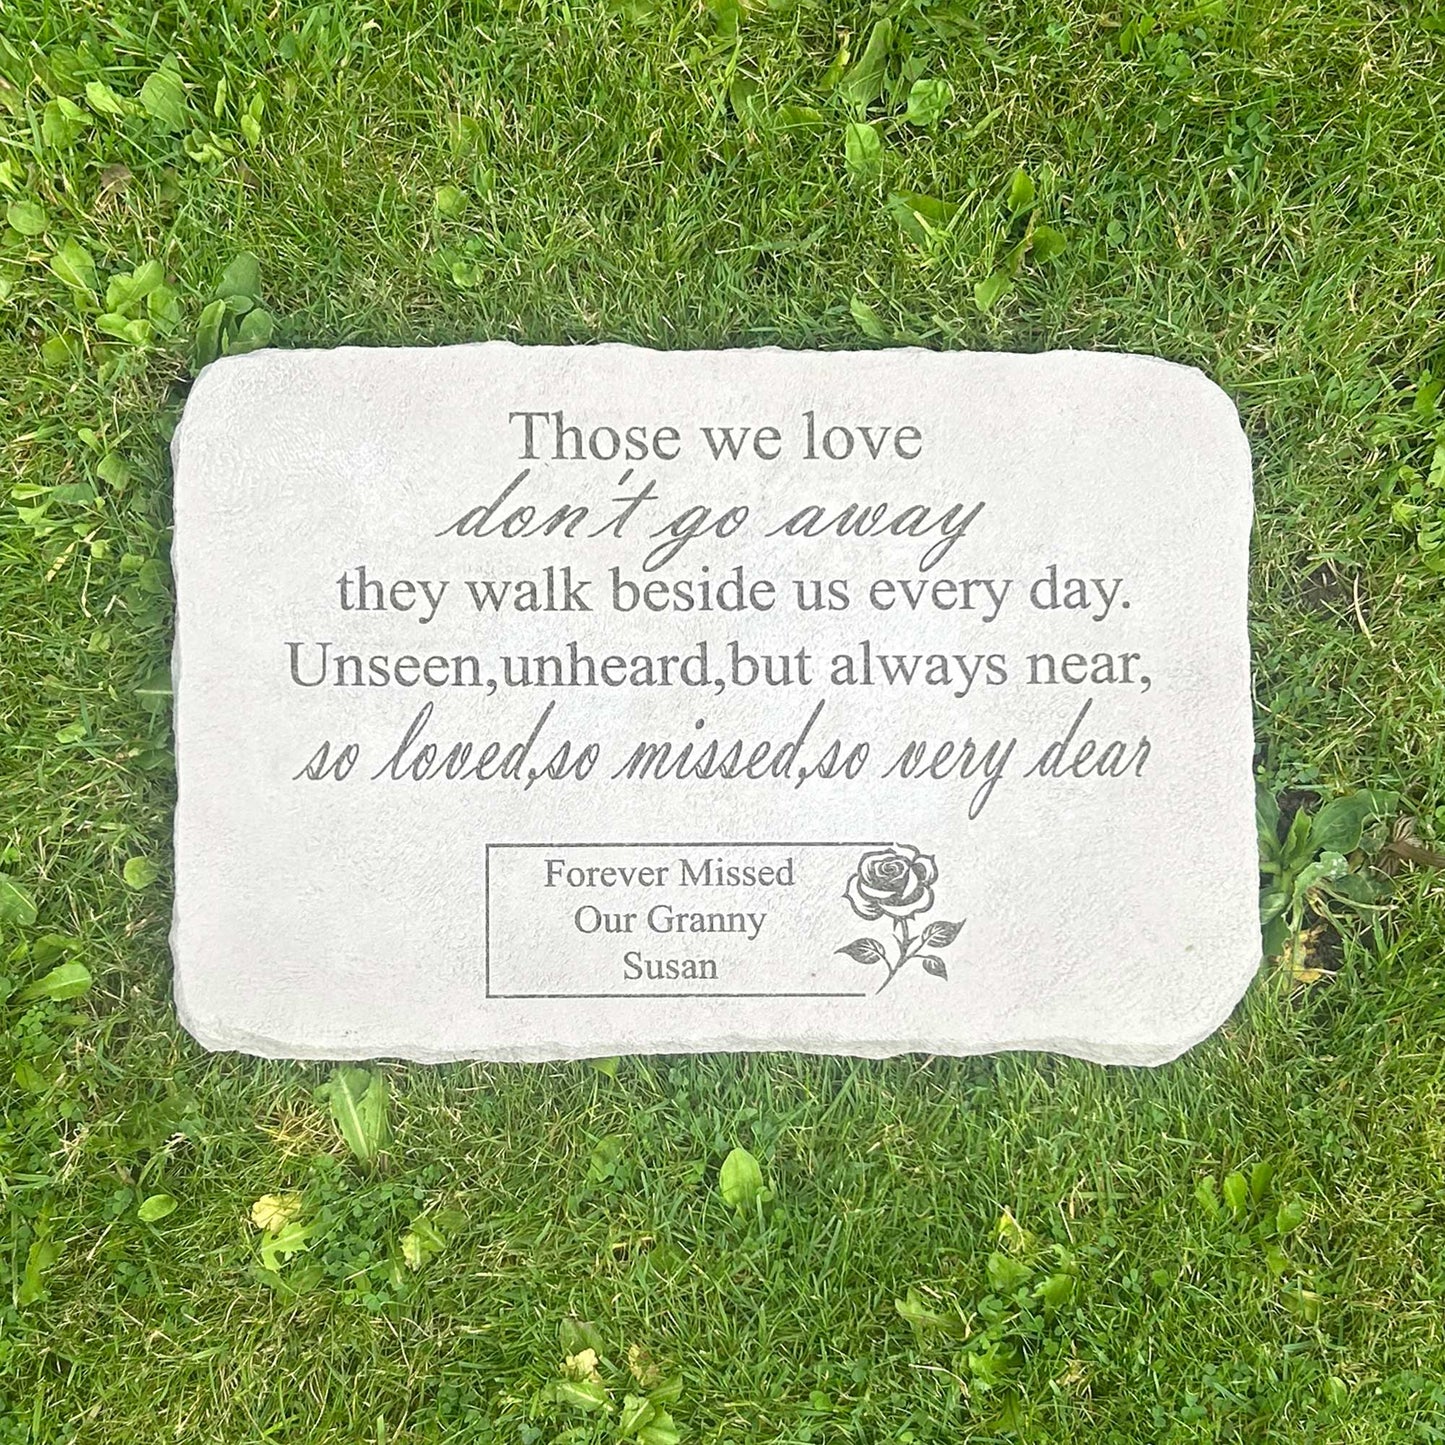 Those we love
don't go away
they walk beside us every day.
Unseen,unheard,but always near,
so loved,so missed,so very dear
Forever Missed
Our Granny
Susan